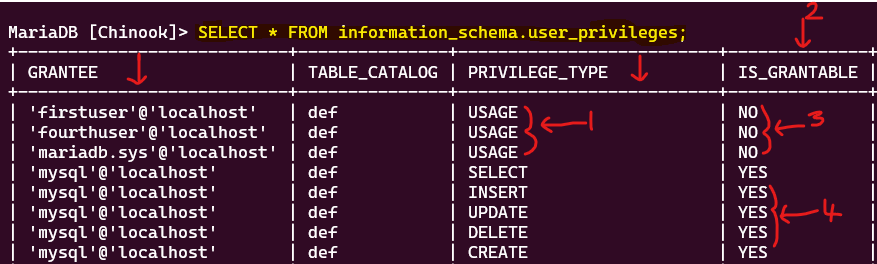 2
MariaDB [Chinook]> SELECT * FROM information_schema.user_privileges;
+-----------------------------+---------------+-------------------------+--------------+
| GRANTEE | TABLE_CATALOG | PRIVILEGE_TYPE | IS_GRANTABLE |
+-----------------------------+---------------+-------------------------+--------------+
| 'firstuser'@'localhost' | def | USAGE | NO |
| 'fourthuser'@'localhost' | def | USAGE 1 | NO 3 |
| 'mariadb.sys'@'localhost' | def | USAGE | NO |
| 'mysql'@'localhost' | def | SELECT | YES |
| 'mysql'@'localhost' | def | INSERT | YES |
| 'mysql'@'localhost' | def | UPDATE | YES 4 |
| 'mysql'@'localhost' | def | DELETE | YES |
| 'mysql'@'localhost' | def | CREATE | YES |